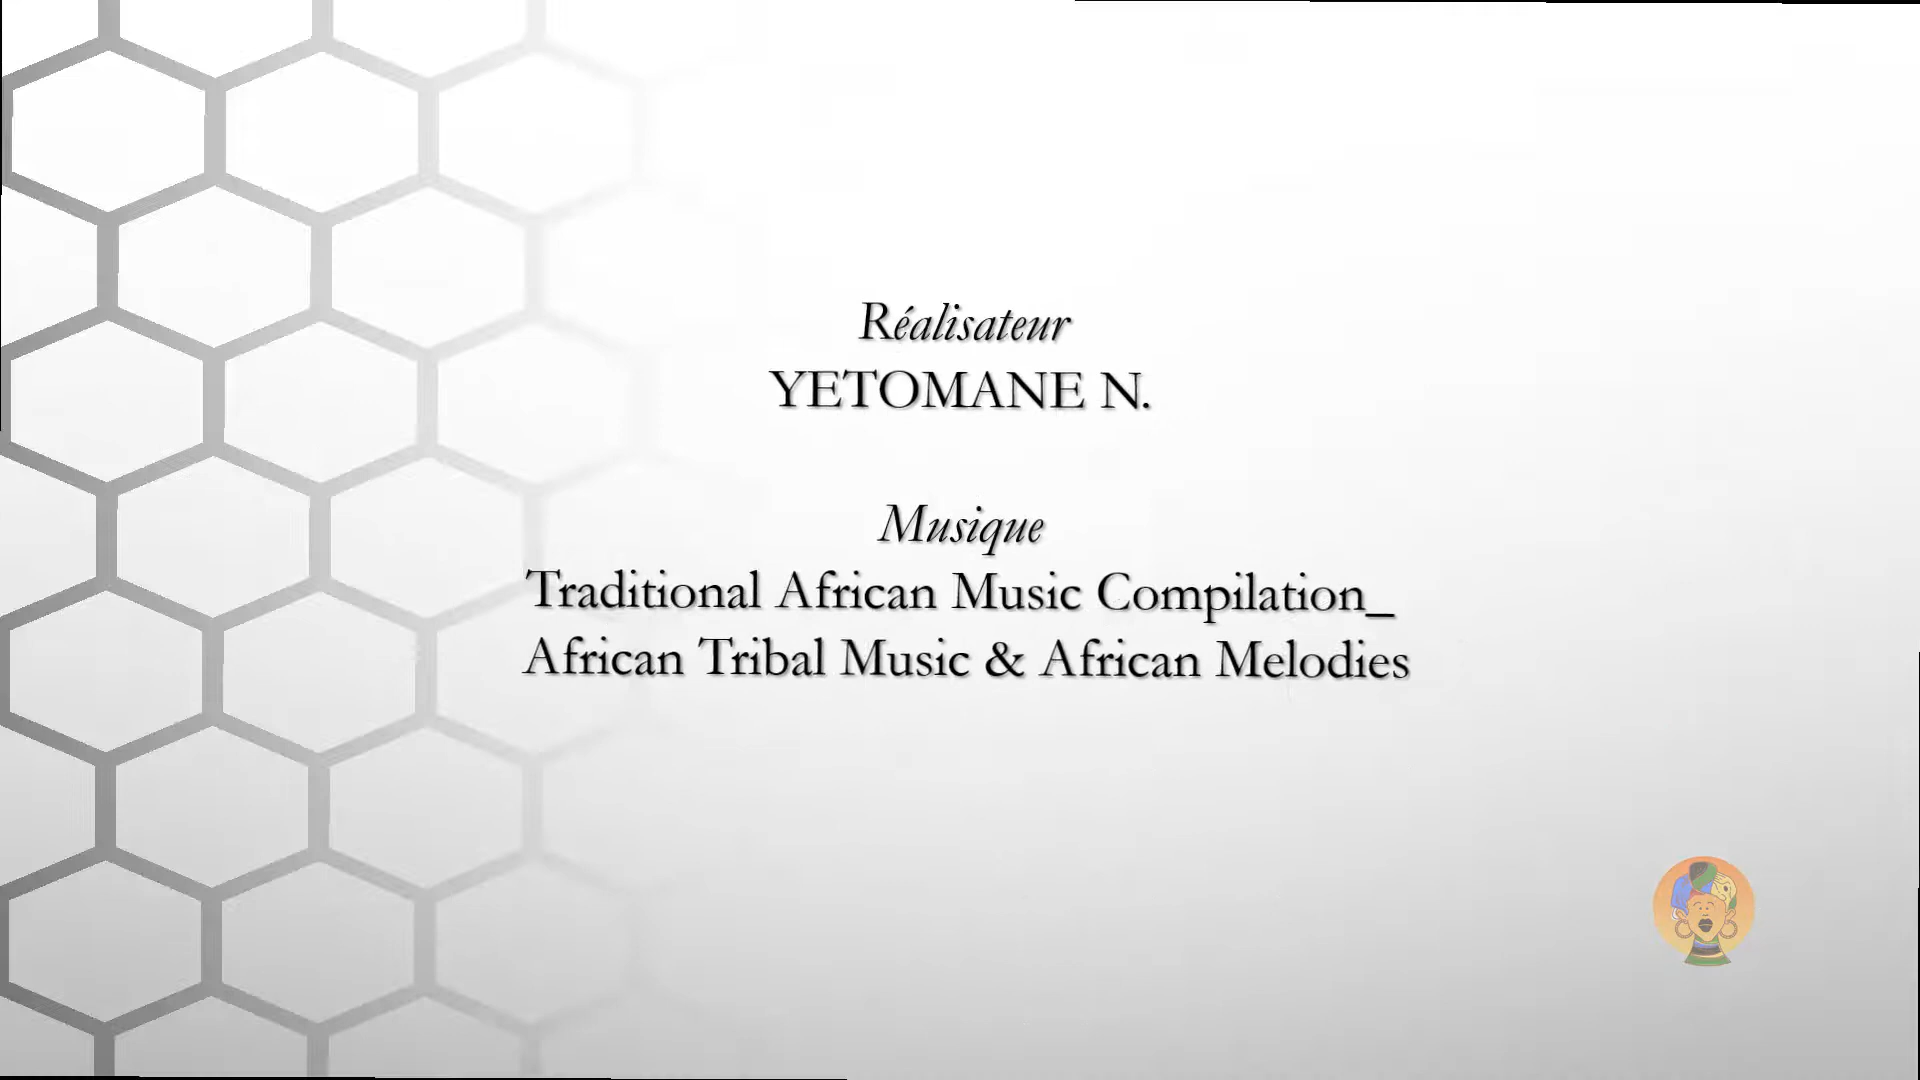 Réalisateur
YETOMANE N.
Musique
Traditional African Music Compilation_
African Tribal Music & African Melodies